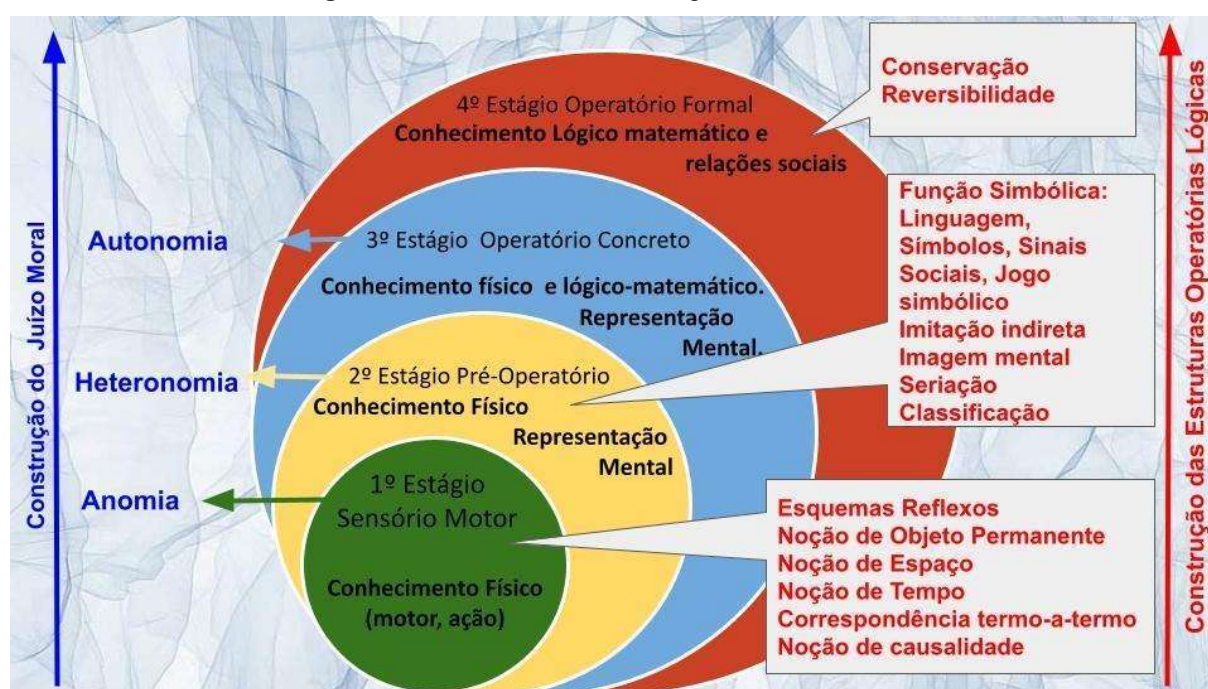 Construção do Juízo Moral
4º Estágio Operatório Formal
Conhecimento Lógico matemático e
relações sociais
Conservação
Reversibilidade
Autonomia
3º Estágio Operatório Concreto
Conhecimento físico e lógico-matemático.
Representação
Mental.
Função Simbólica:
Linguagem,
Símbolos, Sinais
Sociais, Jogo
simbólico
Imitação indireta
Imagem mental
Seriação
Classificação
Heteronomia
2º Estágio Pré-Operatório
Conhecimento Físico
Representação
Mental
Anomia
1º Estágio
Sensório Motor
Conhecimento Físico
(motor, ação)
Esquemas Reflexos
Noção de Objeto Permanente
Noção de Espaço
Noção de Tempo
Correspondência termo-a-termo
Noção de causalidade
Construção das Estruturas Operatórias Lógicas